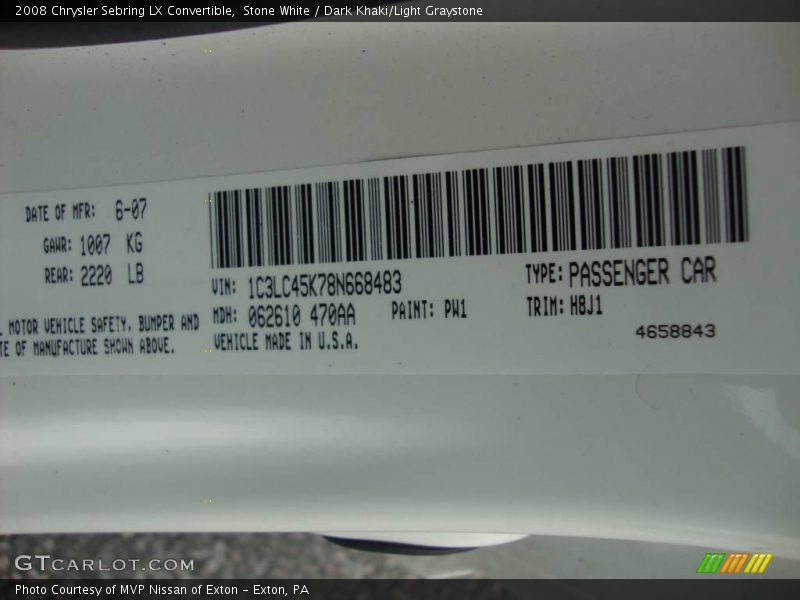 2008 Chrysler Sebring LX Convertible,  Stone White / Dark Khaki/Light Graystone
DATE OF MFR: 6-07
GAWR: 1007 KG
REAR: 2220 LB
MOTOR VEHICLE SAFETY, BUMPER AND
TE OF MANUFACTURE SHOWN ABOVE.
VIN: 1C3LC45K78N668483
MDH: 062610 470AA
PAINT: PW1
VEHICLE MADE IN U.S.A.
TYPE: PASSENGER CAR
TRIM: H8J1
4658843
GTCARLOT.COM
Photo Courtesy of MVP Nissan of Exton - Exton, PA